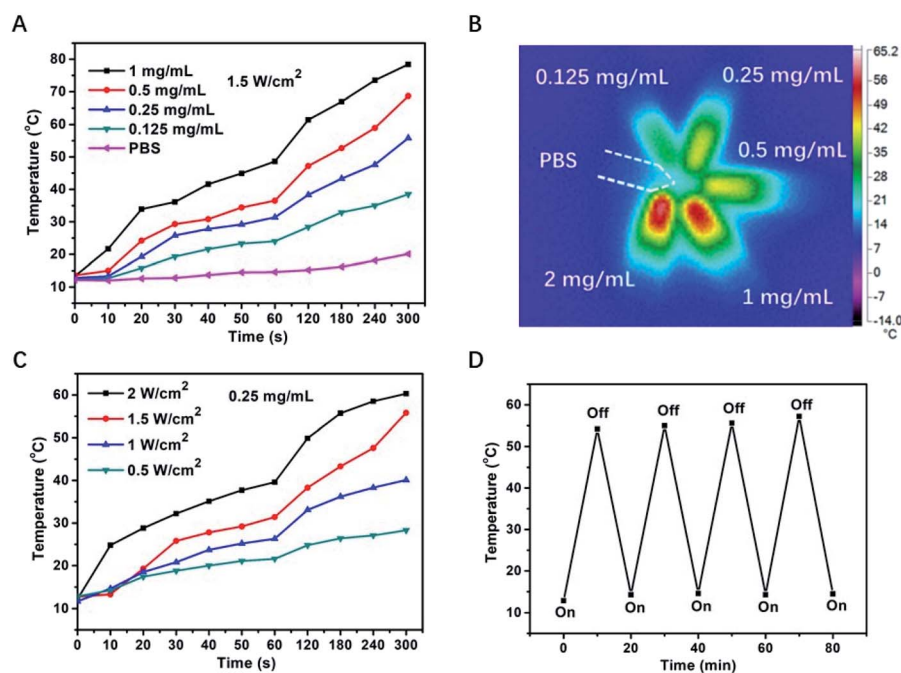 A
Temperature (°C)
80
70
60
50
40
30
20
10
1 mg/mL
0.5 mg/mL
0.25 mg/mL
0.125 mg/mL
PBS
1.5 W/cm²
0 10 20 30 40 50 60 120 180 240 300
Time (s)
B
0.125 mg/mL
0.25 mg/mL
0.5 mg/mL
PBS
2 mg/mL
1 mg/mL
65.2
56
49
42
35
28
21
14
7
0
-7
-14.0
°C
C
Temperature (°C)
60
50
40
30
20
10
2 W/cm²
1.5 W/cm²
1 W/cm²
0.5 W/cm²
0.25 mg/mL
0 10 20 30 40 50 60 120 180 240 300
Time (s)
D
Temperature (°C)
60
50
40
30
20
10
Off Off Off Off
On On On On On
0 20 40 60 80
Time (min)